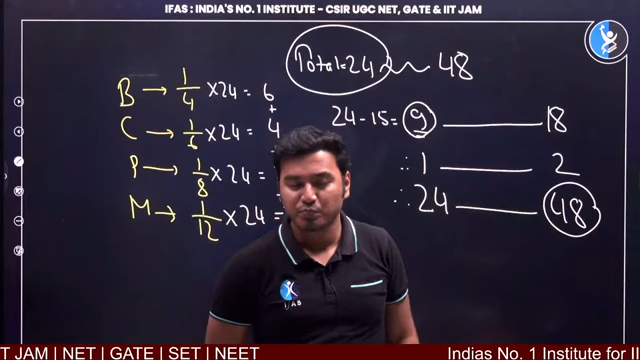 IFAS : INDIA'S NO. 1 INSTITUTE - CSIR UGC NET, GATE & IIT JAM
Total=24 48
B → 1/4 ×24 = 6
+
C → 1/6 ×24 = 4
P → 1/8 ×24 =
M → 1/12 ×24 =
24 - 15 = 9 18
∴ 1 2
∴ 24 48
IFAS
T JAM | NET | GATE | SET | NEET Indias No. 1 Institute for II